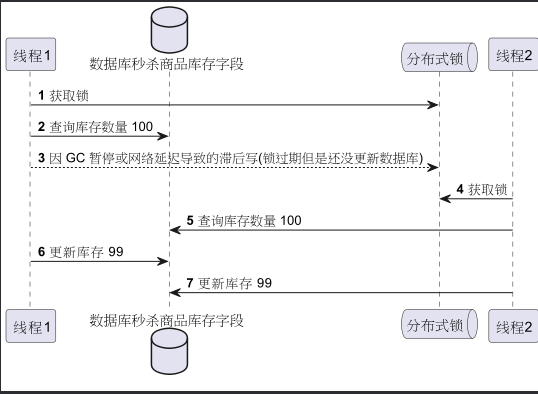 线程1
数据库秒杀商品库存字段
分布式锁
线程2
1 获取锁
2 查询库存数量 100
3 因 GC 暂停或网络延迟导致的滞后写(锁过期但是还没更新数据库)
4 获取锁
5 查询库存数量 100
6 更新库存 99
7 更新库存 99
线程1
数据库秒杀商品库存字段
分布式锁
线程2